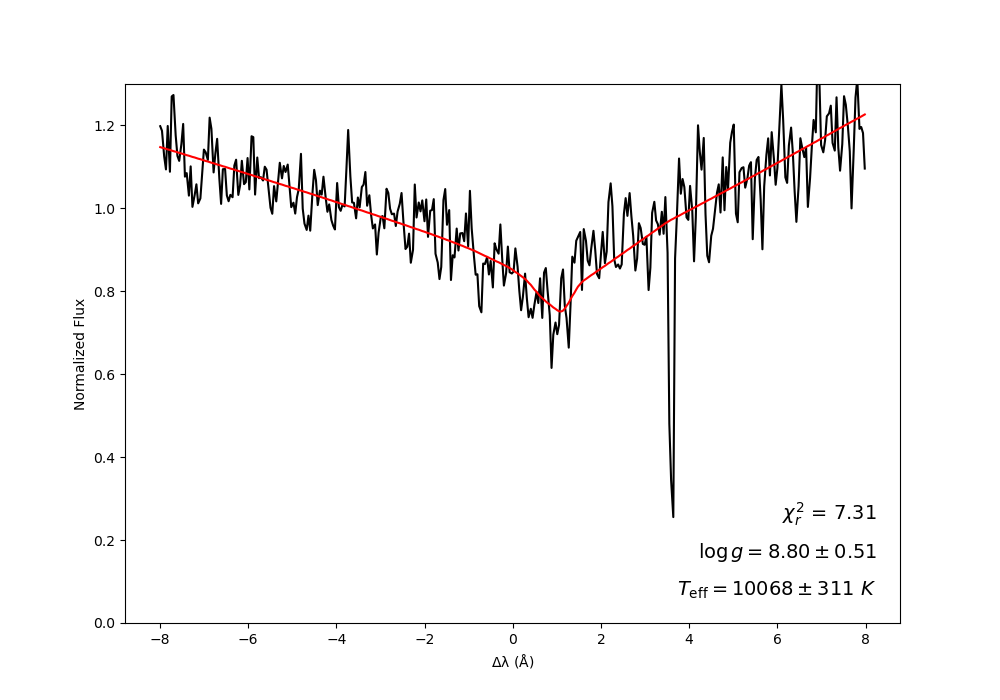 1.2
1.0
0.8
0.6
0.4
0.2
0.0
Normalized Flux
χ²ᵣ = 7.31
log g = 8.80 ± 0.51
T_eff = 10068 ± 311 K
−8 −6 −4 −2 0 2 4 6 8
Δλ (Å)